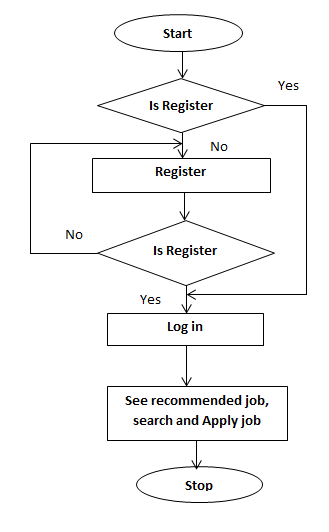 Start
Yes
Is Register
No
Register
No
Is Register
Yes
Log in
See recommended job,
search and Apply job
Stop